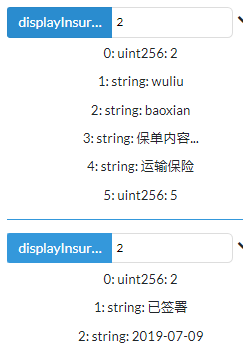 displayInsur... 2
0: uint256: 2
1: string: wuliu
2: string: baoxian
3: string: 保单内容...
4: string: 运输保险
5: uint256: 5
displayInsur... 2
0: uint256: 2
1: string: 已签署
2: string: 2019-07-09